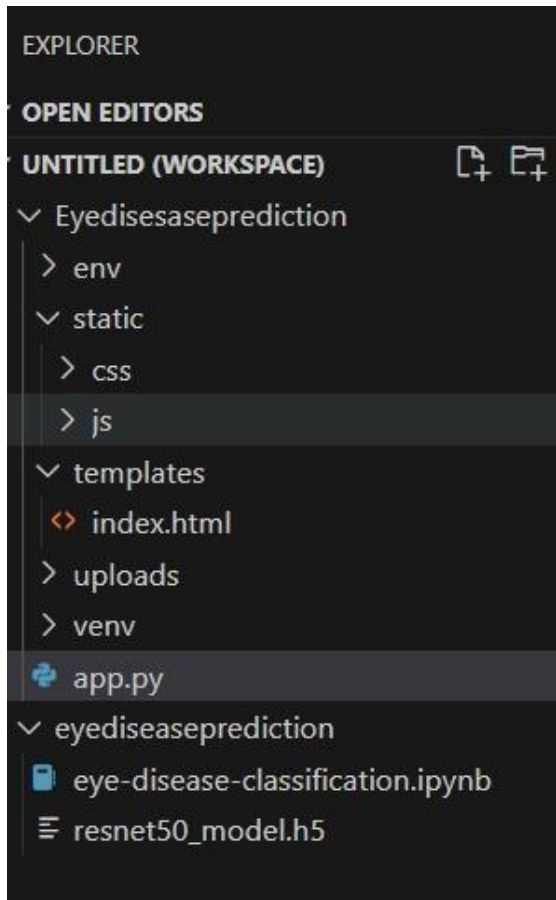 EXPLORER
OPEN EDITORS
UNTITLED (WORKSPACE)
Eyedisesaseprediction
env
static
css
js
templates
index.html
uploads
venv
app.py
eyediseaseprediction
eye-disease-classification.ipynb
resnet50_model.h5